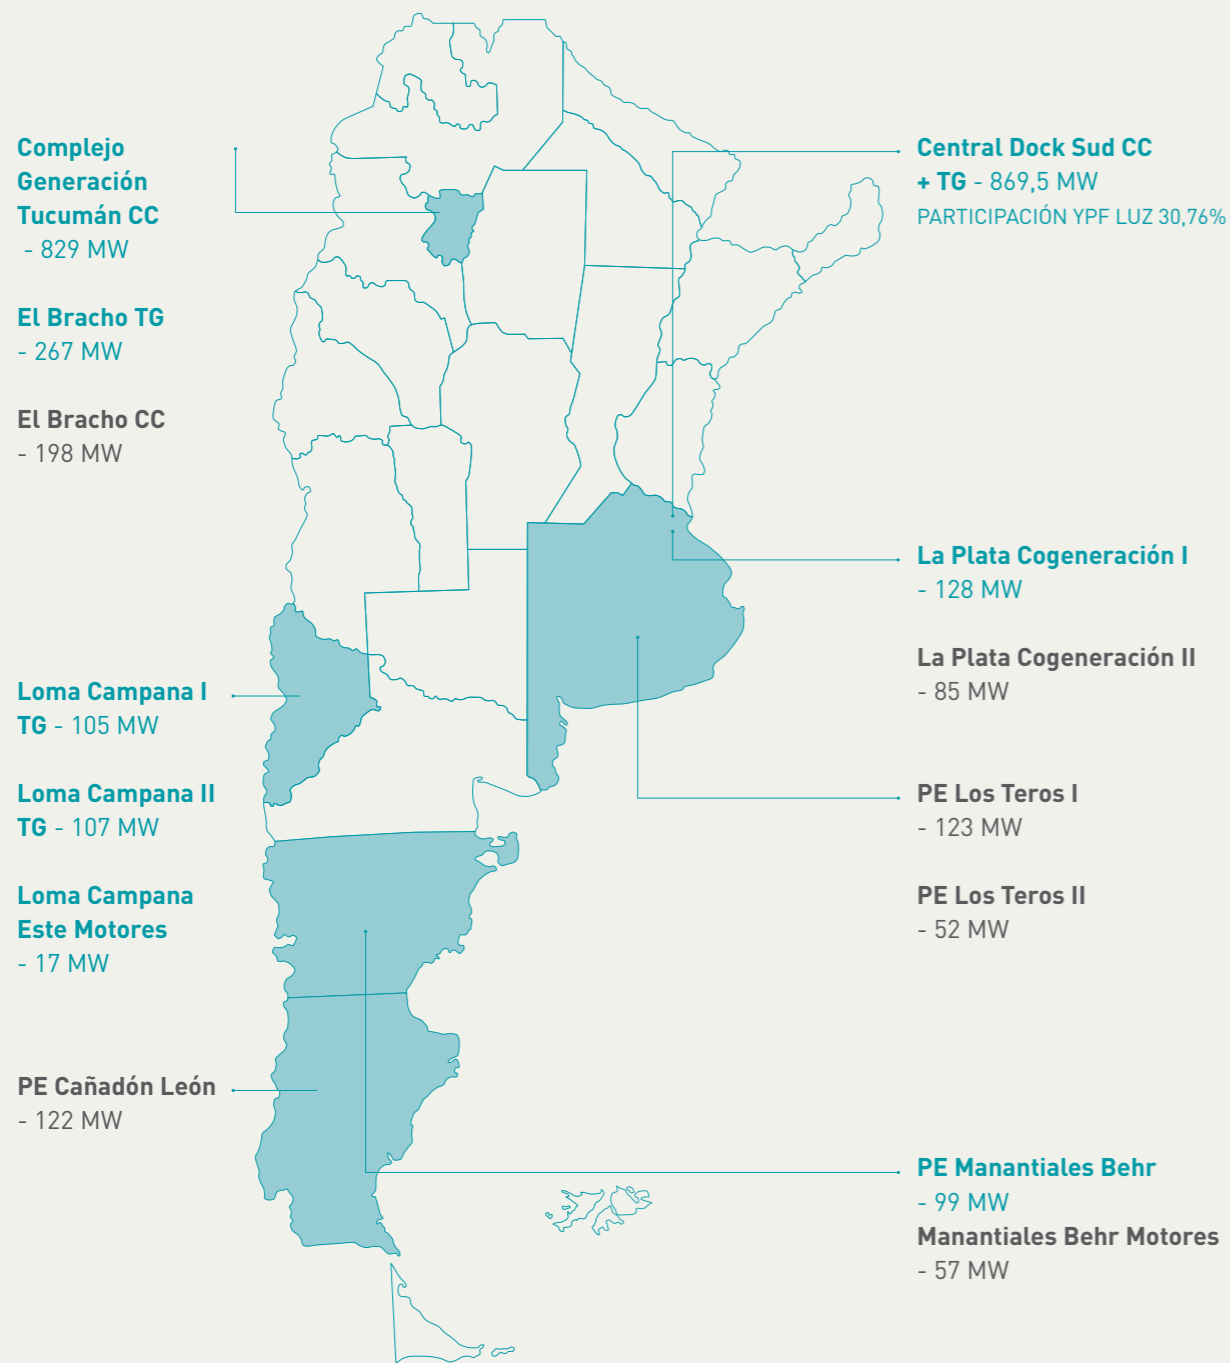 Complejo
Generación
Tucumán CC
- 829 MW
El Bracho TG
- 267 MW
El Bracho CC
- 198 MW
Loma Campana I
TG - 105 MW
Loma Campana II
TG - 107 MW
Loma Campana
Este Motores
- 17 MW
PE Cañadón León
- 122 MW
Central Dock Sud CC
+ TG - 869,5 MW
PARTICIPACIÓN YPF LUZ 30,76%
La Plata Cogeneración I
- 128 MW
La Plata Cogeneración II
- 85 MW
PE Los Teros I
- 123 MW
PE Los Teros II
- 52 MW
PE Manantiales Behr
- 99 MW
Manantiales Behr Motores
- 57 MW